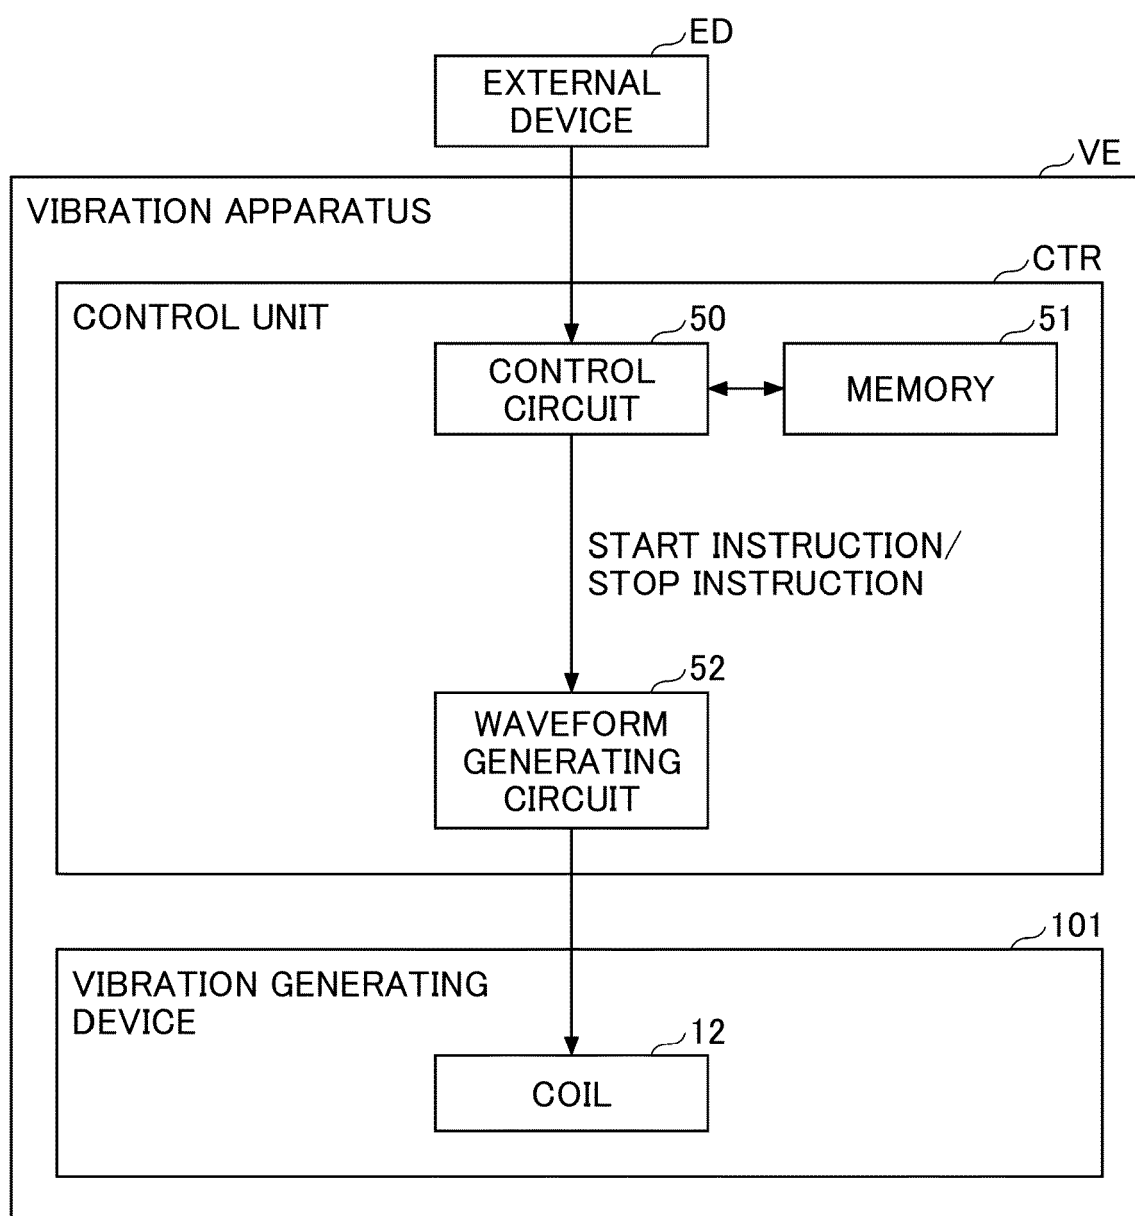 ED
EXTERNAL
DEVICE
VE
VIBRATION APPARATUS
CTR
CONTROL UNIT
50
51
CONTROL
CIRCUIT
MEMORY
START INSTRUCTION/
STOP INSTRUCTION
52
WAVEFORM
GENERATING
CIRCUIT
101
VIBRATION GENERATING
DEVICE
12
COIL